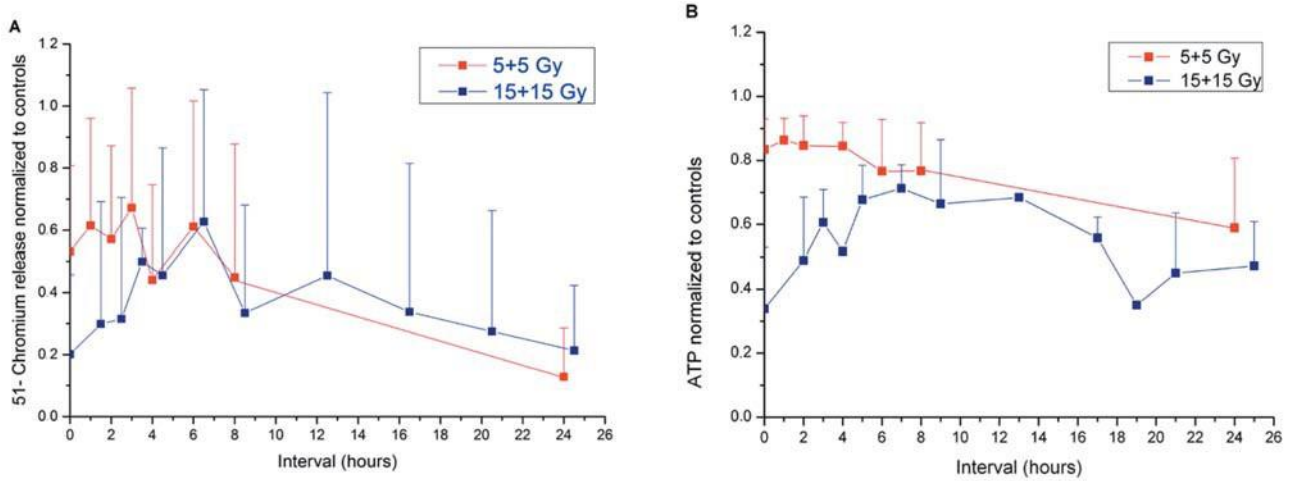 A
51- Chromium release normalized to controls
1.2
1.0
0.8
0.6
0.4
0.2
0.0
5+5 Gy
15+15 Gy
0 2 4 6 8 10 12 14 16 18 20 22 24 26
Interval (hours)
B
ATP normalized to controls
1.2
1.0
0.8
0.6
0.4
0.2
0.0
5+5 Gy
15+15 Gy
0 2 4 6 8 10 12 14 16 18 20 22 24 26
Interval (hours)